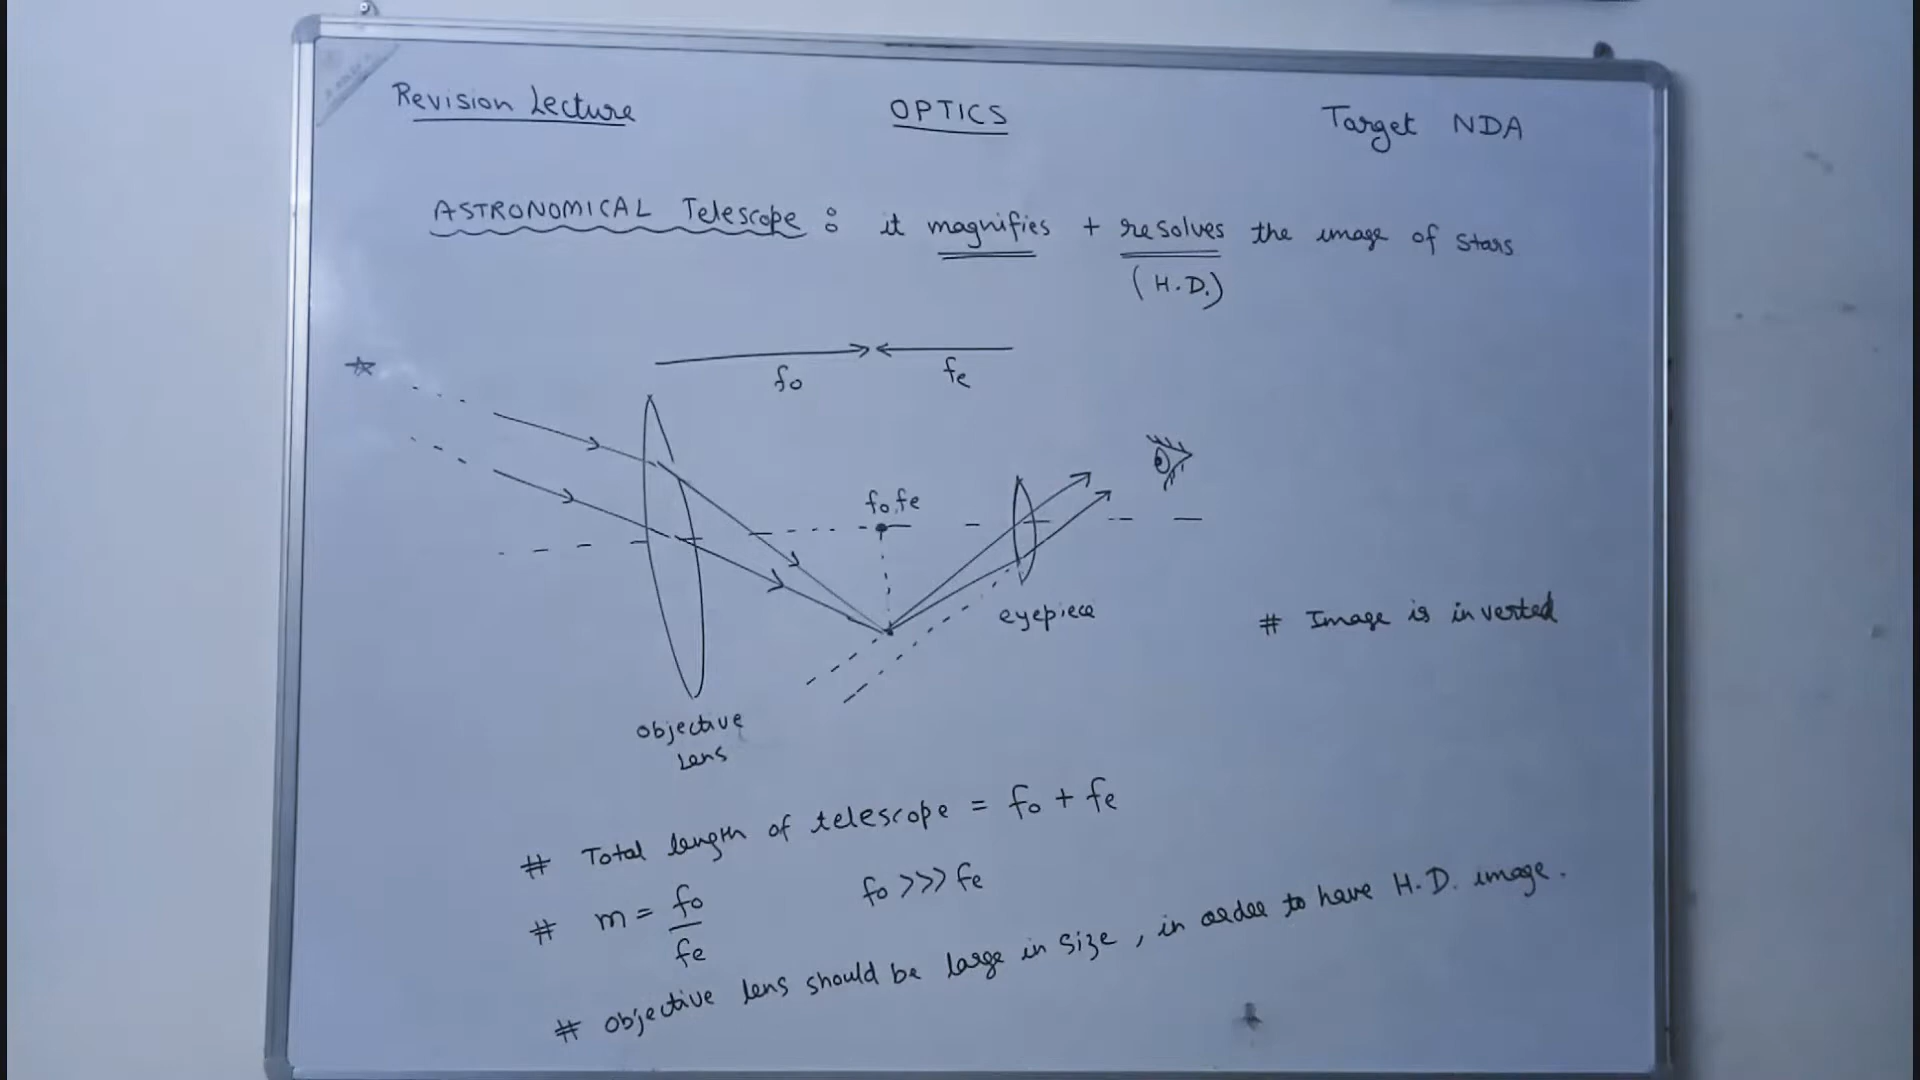 Revision Lecture
OPTICS
Target NDA
ASTRONOMICAL Telescope : it magnifies + resolves the image of stars
(H.D.)
fo
fe
fo, fe
eyepiece
# Image is inverted
objective
Lens
# Total length of telescope = fo + fe
# m = fo/fe
fo >>> fe
# objective lens should be large in size, in order to have H.D. image.